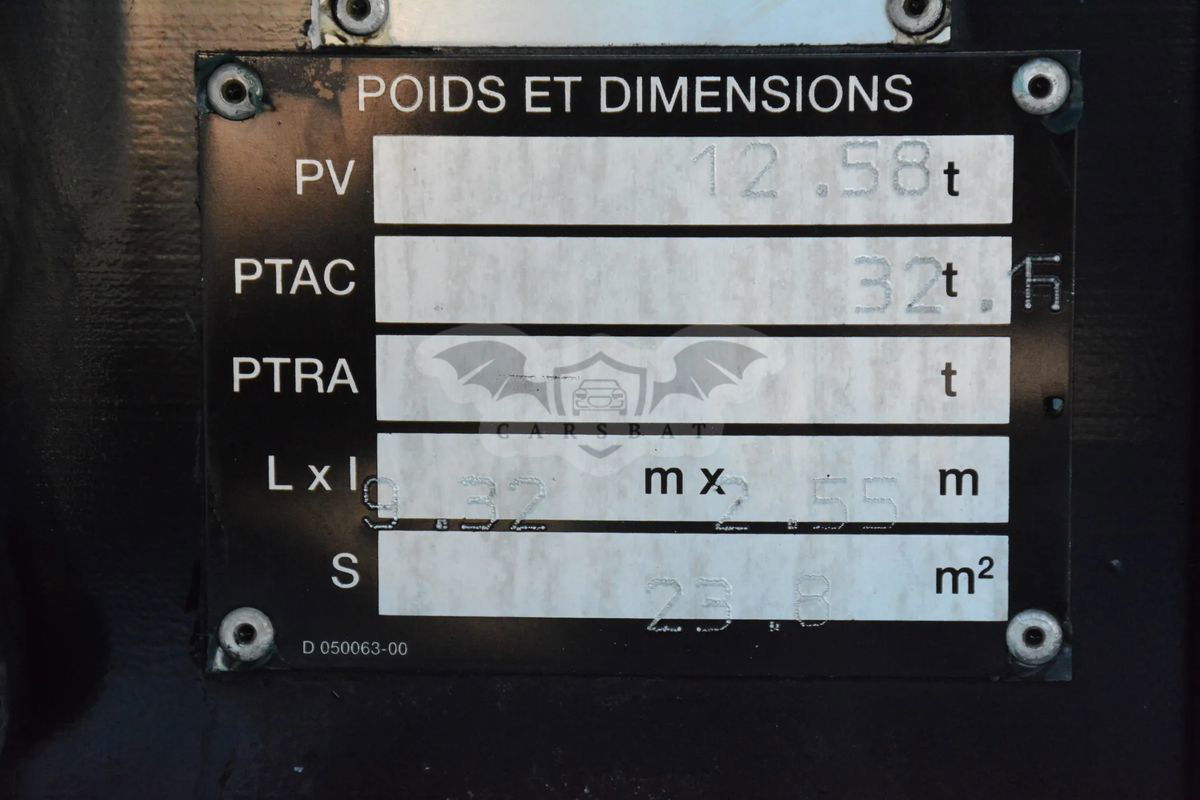 POIDS ET DIMENSIONS
PV 12.58 t
PTAC 32 t
PTRA t
CARSBAT
L x l 9.32 m x 2.55 m
S 23.8 m²
D 050063-00